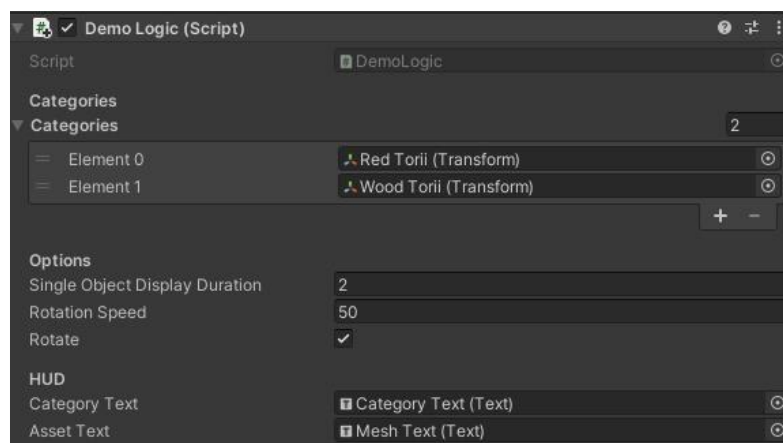 Demo Logic (Script)
Script DemoLogic
Categories
Categories 2
Element 0 Red Torii (Transform)
Element 1 Wood Torii (Transform)
Options
Single Object Display Duration 2
Rotation Speed 50
Rotate
HUD
Category Text Category Text (Text)
Asset Text Mesh Text (Text)